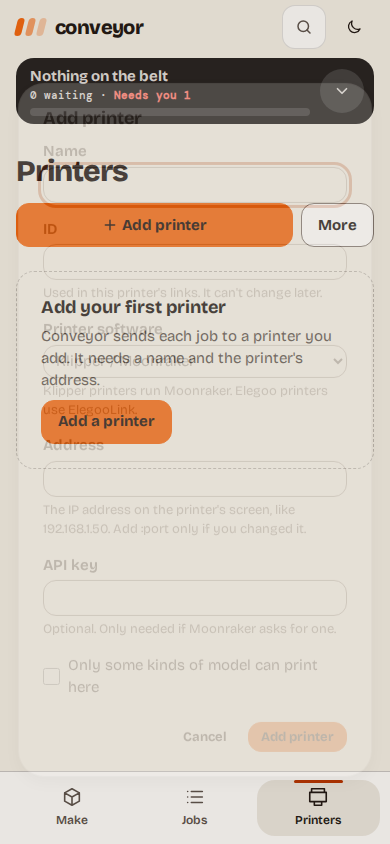 conveyor
Nothing on the belt
0 waiting · Needs you 1
Add printer
Name
Printers
+ Add printer
More
ID
Used in this printer's links. It can't change later.
Add your first printer
Printer software
Conveyor sends each job to a printer you
add. It needs a name and the printer's
address.
Klipper / Moonraker
Klipper printers run Moonraker. Elegoo printers
use ElegooLink.
Add a printer
Address
The IP address on the printer's screen, like
192.168.1.50. Add :port only if you changed it.
API key
Optional. Only needed if Moonraker asks for one.
Only some kinds of model can print
here
Cancel
Add printer
Make
Jobs
Printers